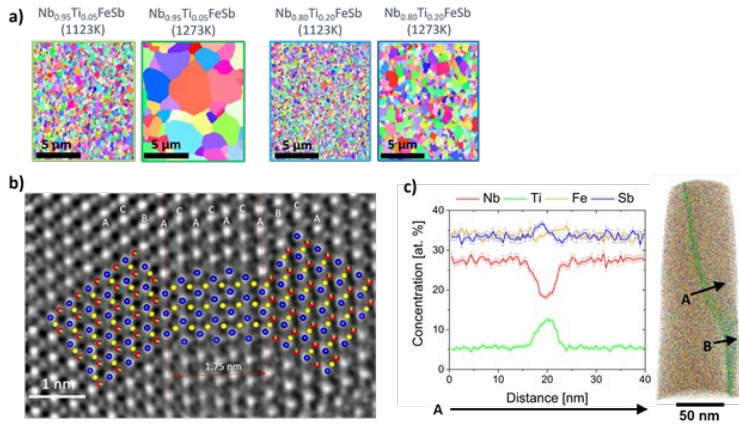 a)
Nb₀.₉₅Ti₀.₀₅FeSb
(1123K)
Nb₀.₉₅Ti₀.₀₅FeSb
(1273K)
Nb₀.₈₀Ti₀.₂₀FeSb
(1123K)
Nb₀.₈₀Ti₀.₂₀FeSb
(1273K)
5 μm
5 μm
5 μm
5 μm
b)
A C B A C A C A C A B C A
1.75 nm
1 nm
c)
Nb Ti Fe Sb
Concentration [at. %]
40
30
20
10
0
0 10 20 30 40
Distance [nm]
A
A
B
50 nm